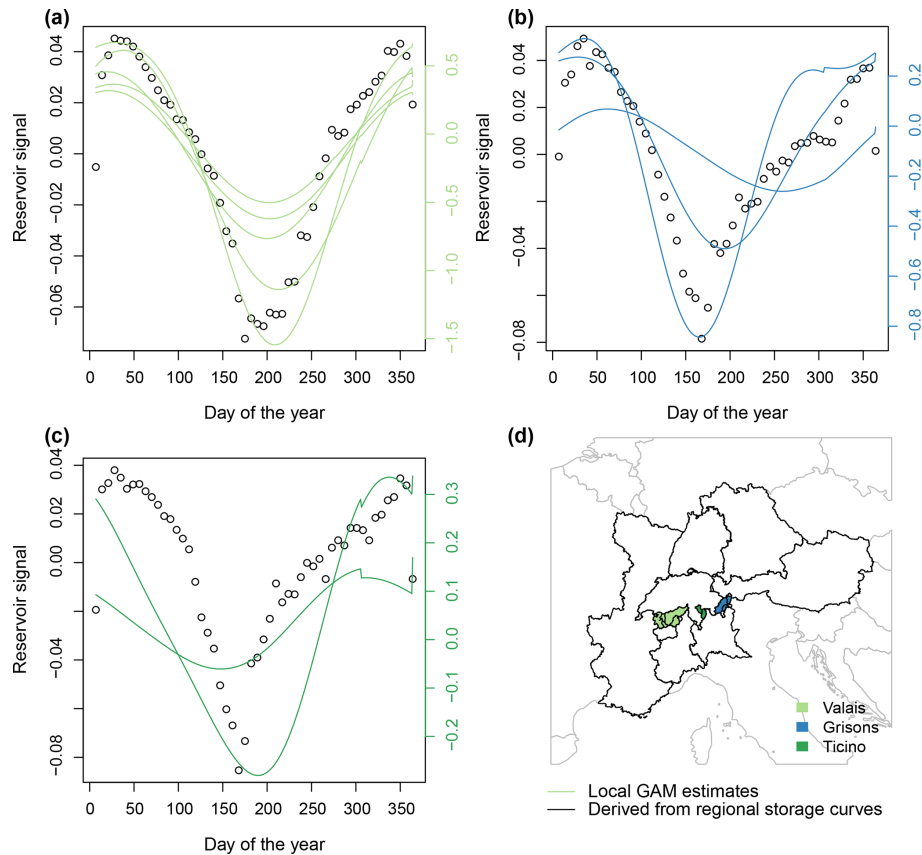 (a)
0.04
0.02
0.00
−0.02
−0.04
−0.06
Reservoir signal
0.5
0.0
−0.5
−1.0
−1.5
0 50 100 150 200 250 300 350
Day of the year
(b)
0.04
0.02
0.00
−0.04
−0.08
Reservoir signal
0.2
0.0
−0.2
−0.4
−0.6
−0.8
0 50 100 150 200 250 300 350
Day of the year
(c)
0.04
0.02
0.00
−0.04
−0.08
Reservoir signal
0.3
0.2
0.1
0.0
−0.1
−0.2
0 50 100 150 200 250 300 350
Day of the year
(d)
Valais
Grisons
Ticino
Local GAM estimates
Derived from regional storage curves